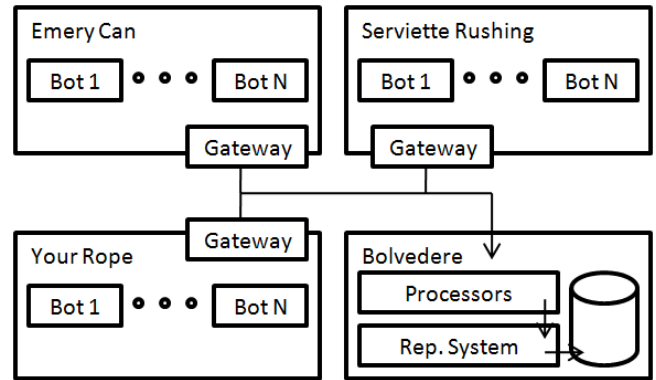 Emery Can
Bot 1
Bot N
Gateway
Serviette Rushing
Bot 1
Bot N
Gateway
Your Rope
Gateway
Bot 1
Bot N
Bolvedere
Processors
Rep. System